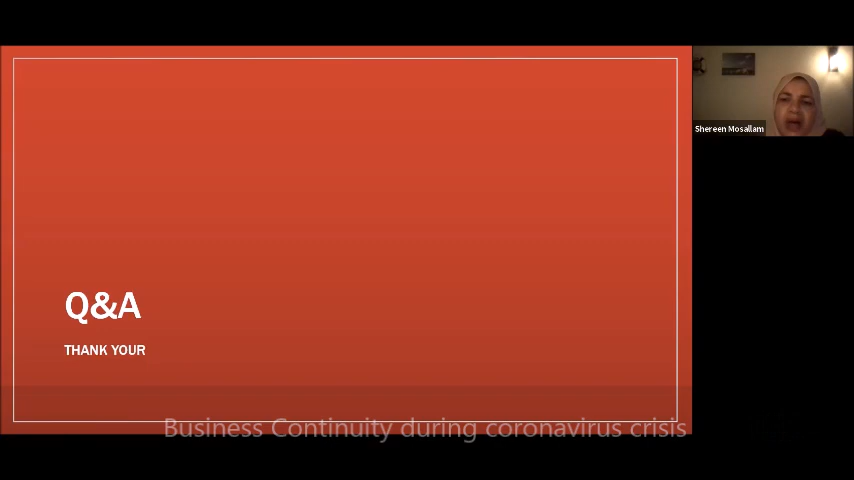 Shereen Mosallam
Q&A
THANK YOUR
Business Continuity during coronavirus crisis